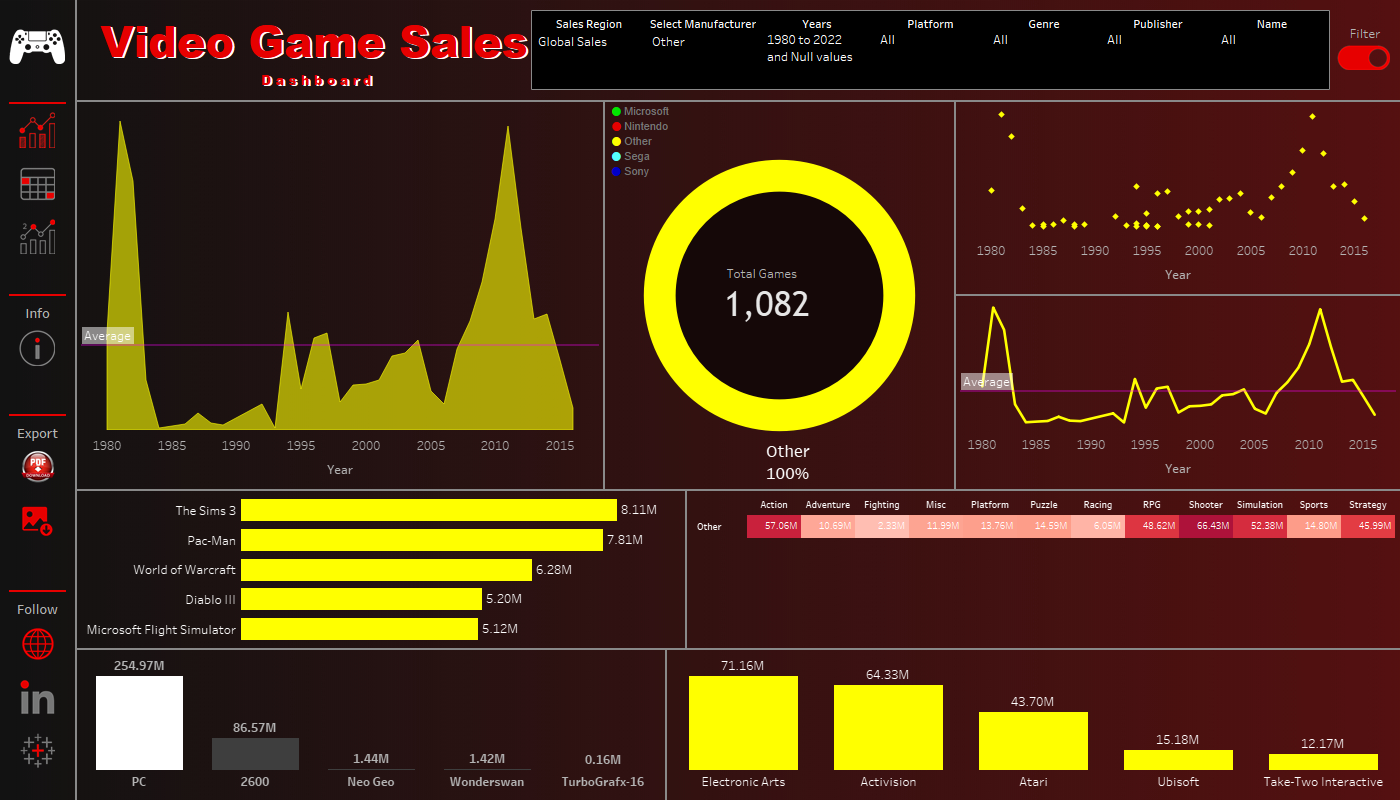 Video Game Sales
Dashboard
Sales Region Select Manufacturer Years Platform Genre Publisher Name
Global Sales Other 1980 to 2022 and Null values All All All All
Filter
Info
Export
PDF
DOWNLOAD
Follow
in
2
Average
1980 1985 1990 1995 2000 2005 2010 2015
Year
Microsoft
Nintendo
Other
Sega
Sony
Total Games
1,082
Other
100%
1980 1985 1990 1995 2000 2005 2010 2015
Year
Average
1980 1985 1990 1995 2000 2005 2010 2015
Year
The Sims 3 8.11M
Pac-Man 7.81M
World of Warcraft 6.28M
Diablo III 5.20M
Microsoft Flight Simulator 5.12M
Action Adventure Fighting Misc Platform Puzzle Racing RPG Shooter Simulation Sports Strategy
Other 57.06M 10.69M 2.33M 11.99M 13.76M 14.59M 6.05M 48.62M 66.43M 52.38M 14.80M 45.99M
254.97M 86.57M 1.44M 1.42M 0.16M
PC 2600 Neo Geo Wonderswan TurboGrafx-16
71.16M 64.33M 43.70M 15.18M 12.17M
Electronic Arts Activision Atari Ubisoft Take-Two Interactive